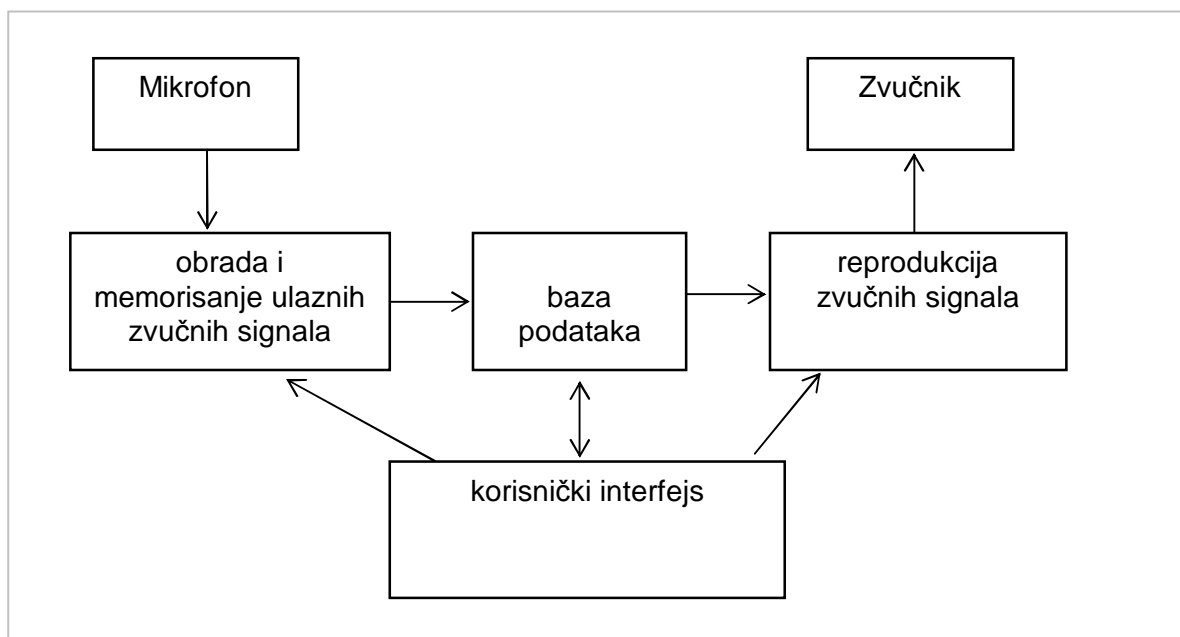 Mikrofon
Zvučnik
obrada i
memorisanje ulaznih
zvučnih signala
baza
podataka
reprodukcija
zvučnih signala
korisnički interfejs